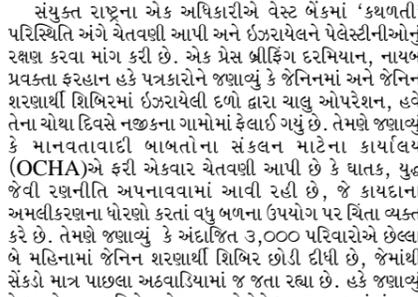 સંયુક્ત રાષ્ટ્રના એક અધિકારીએ વેસ્ટ બેંકમાં ‘કથળતી
પરિસ્થિતિ અંગે ચેતવણી આપી અને ઇઝરાયેલને પેલેસ્ટીનીઓનું
રક્ષણ કરવા માંગ કરી છે. એક પ્રેસ બ્રીફિંગ દરમિયાન, નાયબ
પ્રવક્તા ફરહાન હકે પત્રકારોને જણાવ્યું કે જેનિનમાં અને જેનિન
શરણાર્થી શિબિરમાં ઇઝરાયેલી દળો દ્વારા ચાલુ ઓપરેશન, હવે
તેના ચોથા દિવસે નજીકના ગામોમાં ફેલાઈ ગયું છે. તેમણે જણાવ્યું
કે માનવતાવાદી બાબતોના સંકલન માટેના કાર્યાલય
(OCHA)એ ફરી એકવાર ચેતવણી આપી છે કે ઘાતક, યુદ્ધ
જેવી રણનીતિ અપનાવવામાં આવી રહી છે, જે કાયદાના
અમલીકરણના ધોરણો કરતાં વધુ બળના ઉપયોગ પર ચિંતા વ્યક્ત
કરે છે. તેમણે જણાવ્યું કે અંદાજિત ૩,૦૦૦ પરિવારોએ છેલ્લા
બે મહિનામાં જેનિન શરણાર્થી શિબિર છોડી દીધી છે, જેમાંથી
સેંકડો માત્ર પાછલા અઠવાડિયામાં જ જતા રહ્યા છે. હકે જણાવ્યું